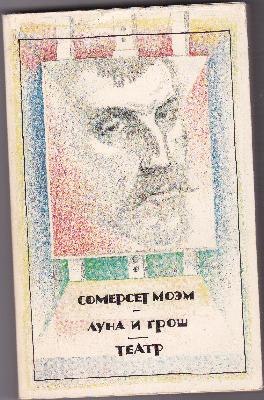 СОМЕРСЕТ МОЭМ
–
ЛУНА И ГРОШ
—
ТЕАТР